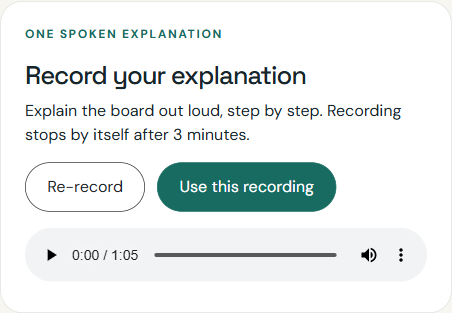 ONE SPOKEN EXPLANATION
Record your explanation
Explain the board out loud, step by step. Recording
stops by itself after 3 minutes.
Re-record
Use this recording
0:00 / 1:05